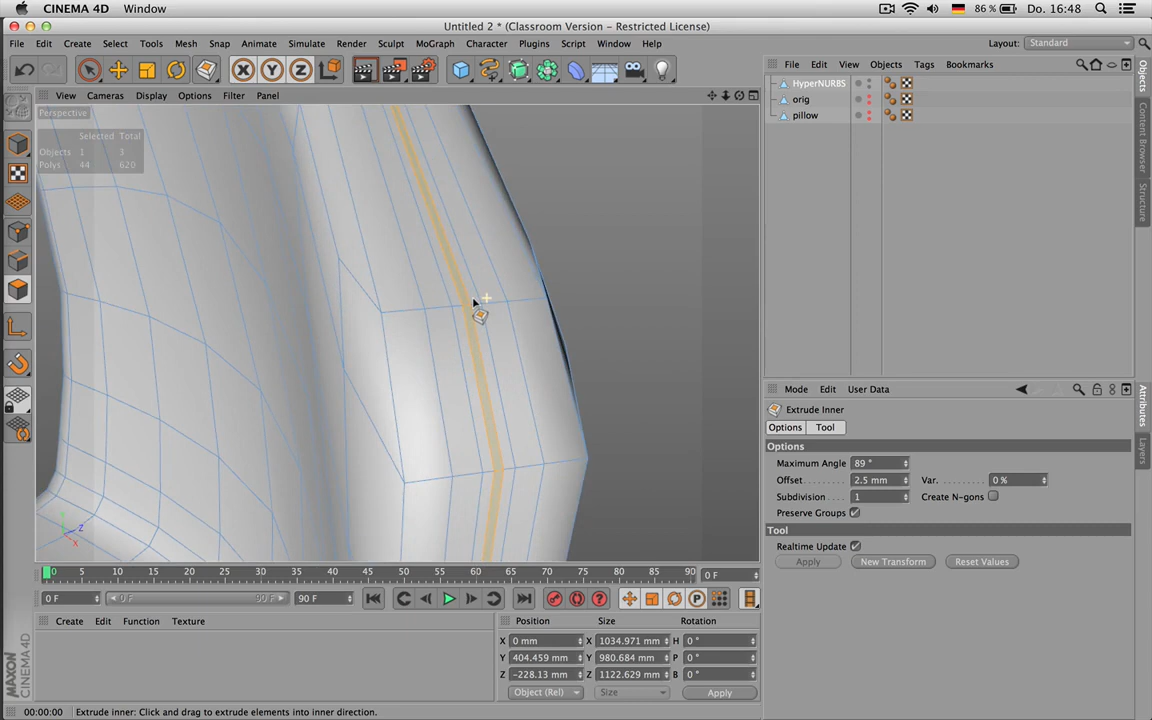 CINEMA 4D Window 86 % Do. 16:48
Untitled 2 * (Classroom Version - Restricted License)
File Edit Create Select Tools Mesh Snap Animate Simulate Render Sculpt MoGraph Character Plugins Script Window Help Layout: Standard
X Y Z
View Cameras Display Options Filter Panel
File Edit View Objects Tags Bookmarks
HyperNURBS
orig
pillow
Objects
Content Browser
Structure
Perspective
Selected Total
Objects 1 3
Polys 44 620
Mode Edit User Data
Extrude Inner
Options Tool
Options
Maximum Angle 89 °
Offset 2.5 mm Var. 0 %
Subdivision 1 Create N-gons
Preserve Groups
Tool
Realtime Update
Apply New Transform Reset Values
Attributes
Layers
Y Z X
0 5 10 15 20 25 30 35 40 45 50 55 60 65 70 75 80 85 90 0 F
0 F 0 F 90 F 90 F
Create Edit Function Texture
Position Size Rotation
X 0 mm X 1034.971 mm H 0 °
Y 404.459 mm Y 980.684 mm P 0 °
Z -228.13 mm Z 1122.629 mm B 0 °
Object (Rel) Size Apply
MAXON CINEMA 4D
00:00:00 Extrude inner: Click and drag to extrude elements into inner direction.